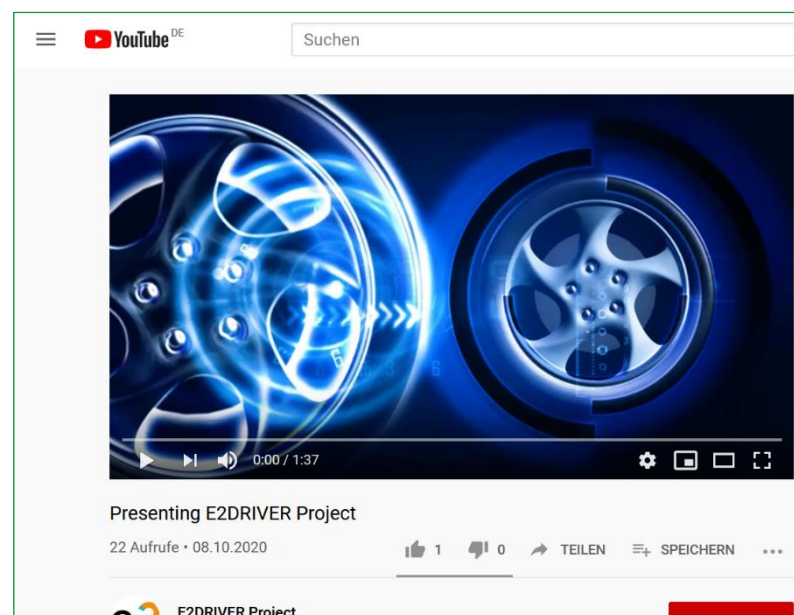 YouTube DE
Suchen
0:00 / 1:37
Presenting E2DRIVER Project
22 Aufrufe • 08.10.2020
1 0 TEILEN SPEICHERN
E2DRIVER Project